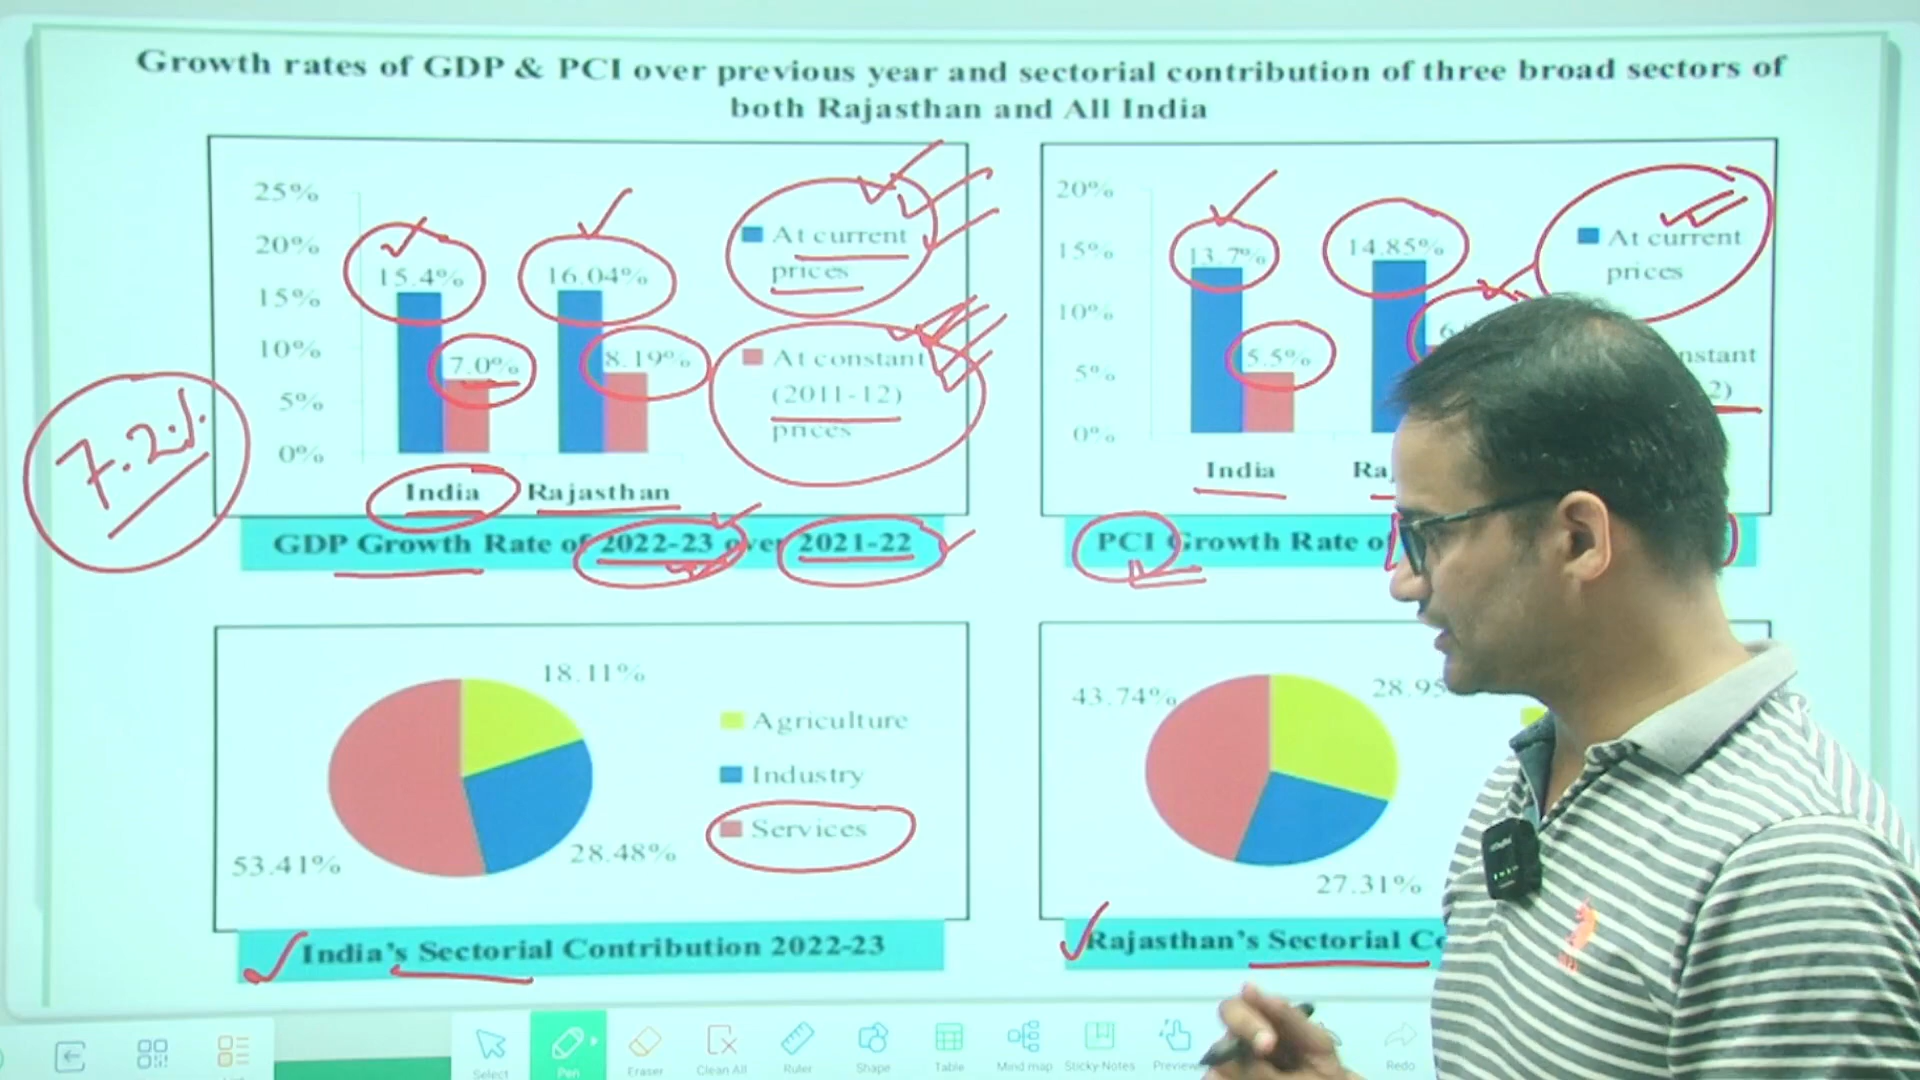 Growth rates of GDP & PCI over previous year and sectorial contribution of three broad sectors of
both Rajasthan and All India
25%
20%
15%
10%
5%
0%
15.4%
7.0%
16.04%
8.19%
At current
prices
At constant
(2011-12)
prices
India
Rajasthan
GDP Growth Rate of 2022-23 over 2021-22
7.2%
20%
15%
10%
5%
0%
13.7%
5.5%
14.85%
At current
prices
India
PCI Growth Rate of
18.11%
28.48%
53.41%
Agriculture
Industry
Services
India's Sectorial Contribution 2022-23
43.74%
28.95
27.31%
Rajasthan's Sectorial
Select
Pen
Eraser
Clean All
Ruler
Shape
Table
Mind map
Sticky Notes
Preview
Redo